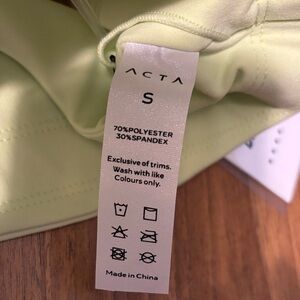 ACTA
S
70%POLYESTER
30%SPANDEX
Exclusive of trims.
Wash with like
Colours only.
Made in China